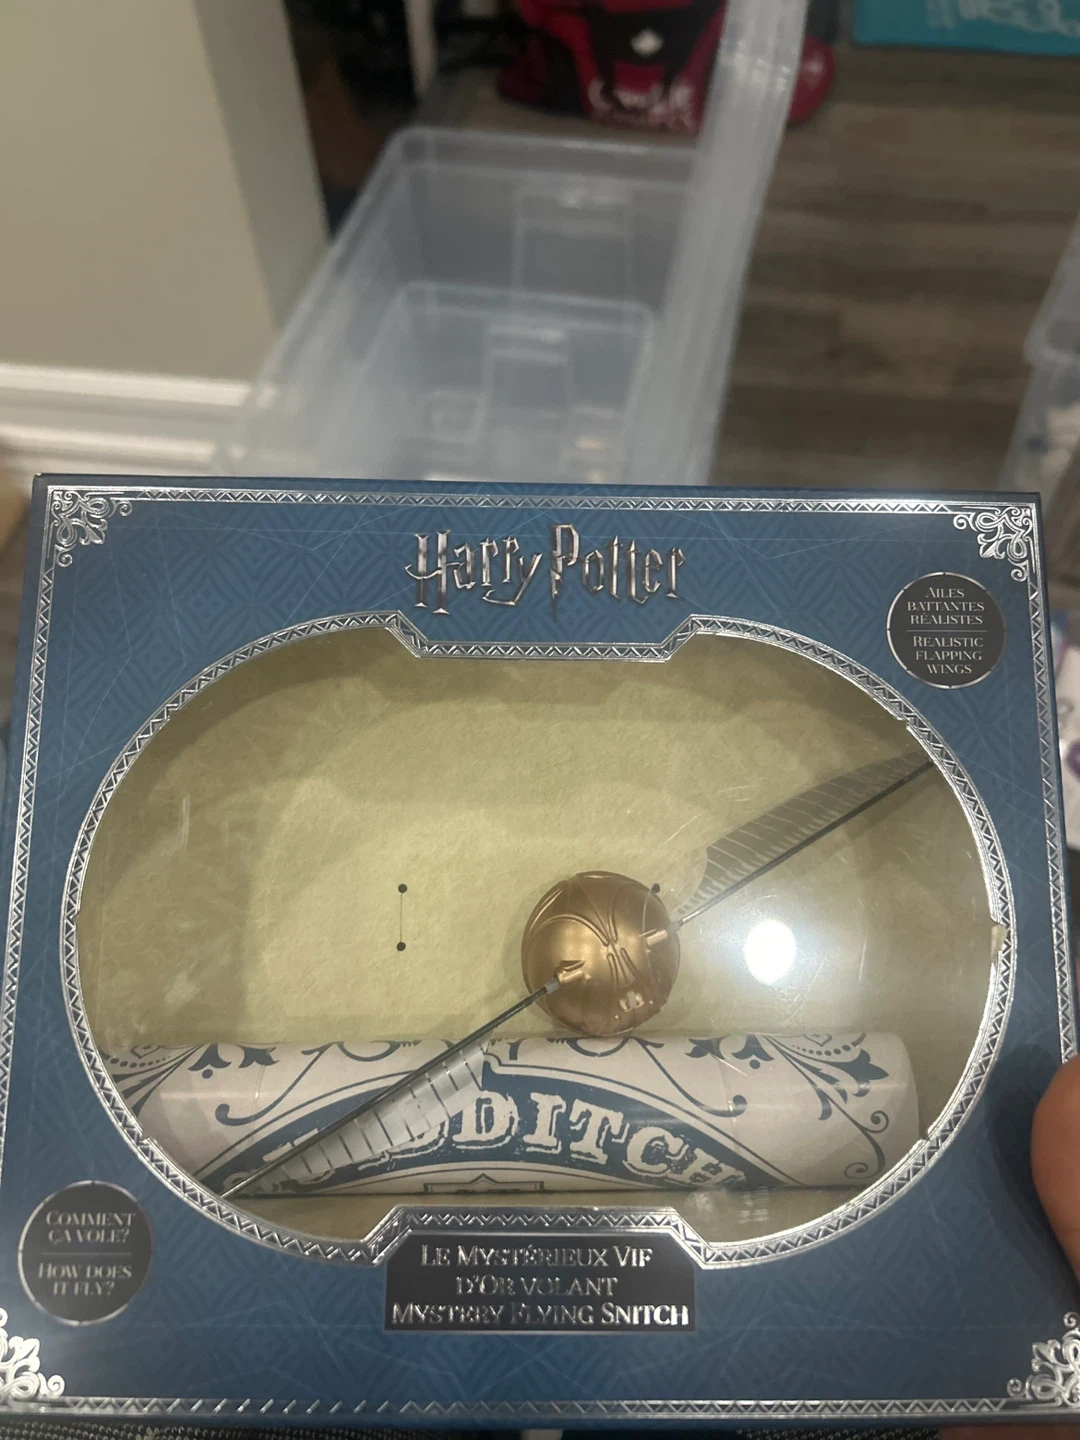 Harry Potter
AILES
BATTANTES
RÉALISTES
REALISTIC
FLAPPING
WINGS
QUIDDITCH
COMMENT
ÇA VOLE?
HOW DOES
IT FLY?
LE MYSTÉRIEUX VIF
D'OR VOLANT
MYSTERY FLYING SNITCH